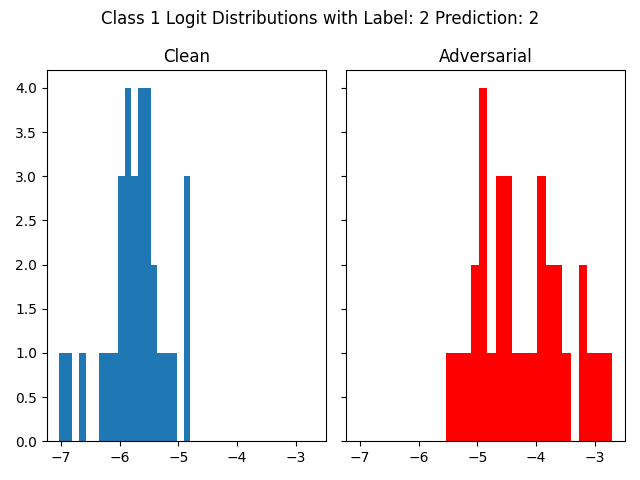 Class 1 Logit Distributions with Label: 2 Prediction: 2
Clean
Adversarial
4.0
3.5
3.0
2.5
2.0
1.5
1.0
0.5
0.0
−7 −6 −5 −4 −3
−7 −6 −5 −4 −3